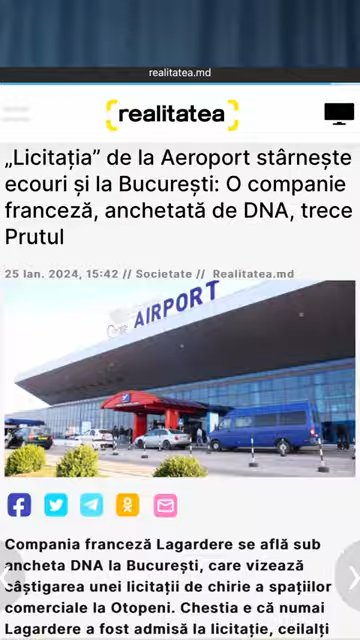 realitatea.md
realitatea
„Licitația” de la Aeroport stârnește
ecouri și la București: O companie
franceză, anchetată de DNA, trece
Prutul
25 Ian. 2024, 15:42 // Societate // Realitatea.md
AIRPORT
Compania franceză Lagardere se află sub
ancheta DNA la București, care vizează
câștigarea unei licitații de chirie a spațiilor
comerciale la Otopeni. Chestia e că numai
Lagardere a fost admisă la licitație, ceilalți